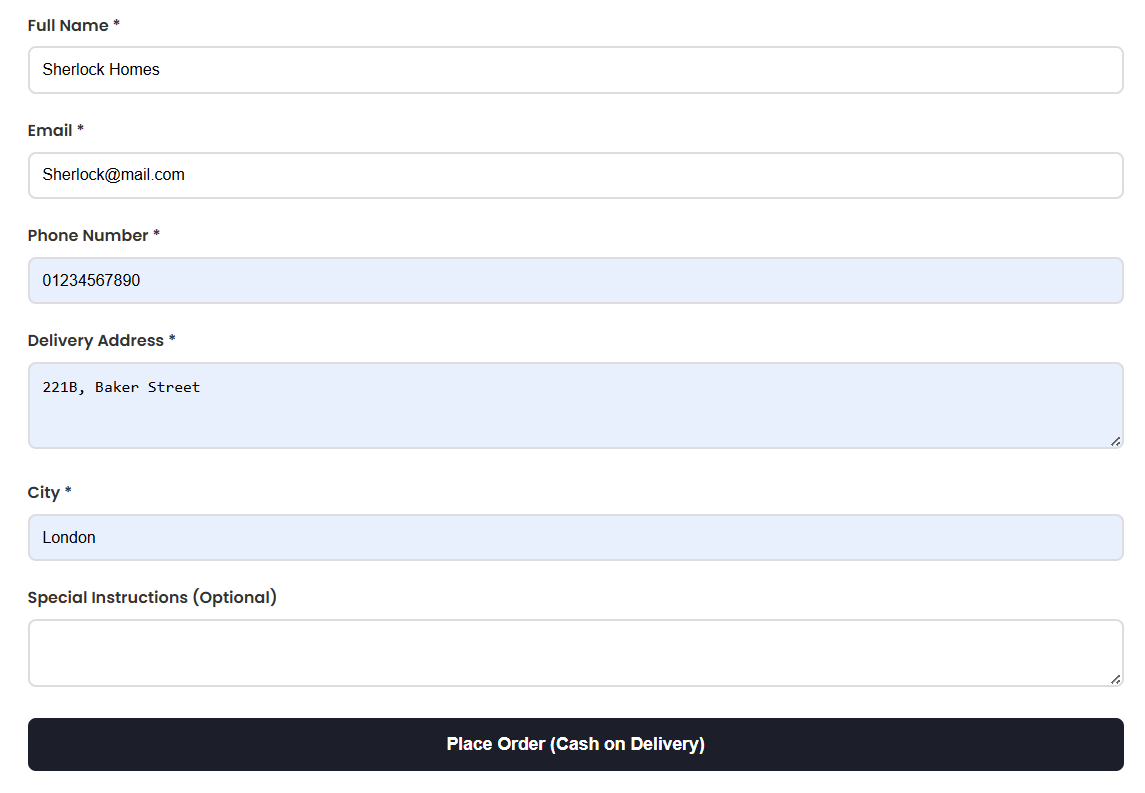 Full Name *
Sherlock Homes
Email *
Sherlock@mail.com
Phone Number *
01234567890
Delivery Address *
221B, Baker Street
City *
London
Special Instructions (Optional)
Place Order (Cash on Delivery)